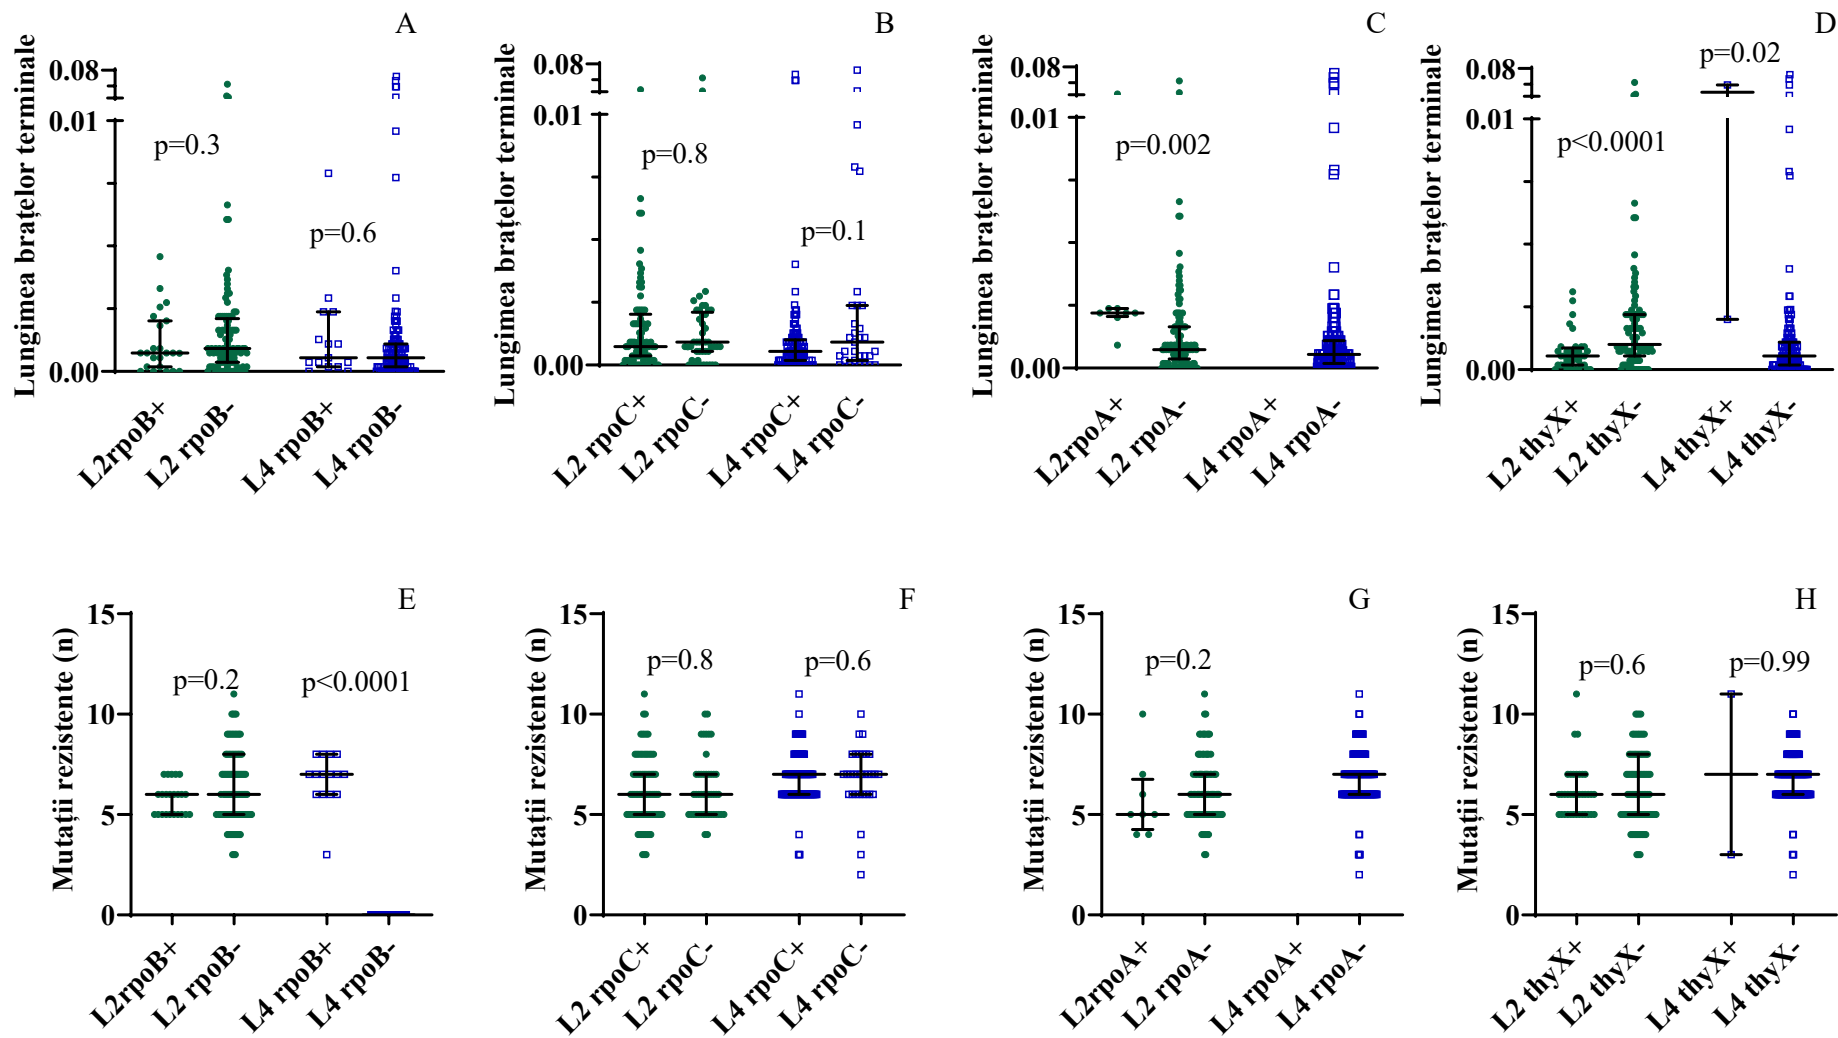 A
Lungimea brațelor terminale
0.08
0.01
0.00
p=0.3
p=0.6
L2rpoB+
L2 rpoB-
L4 rpoB+
L4 rpoB-
B
Lungimea brațelor terminale
0.08
0.01
0.00
p=0.8
p=0.1
L2 rpoC+
L2 rpoC-
L4 rpoC+
L4 rpoC-
C
Lungimea brațelor terminale
0.08
0.01
0.00
p=0.002
L2rpoA+
L2 rpoA-
L4 rpoA+
L4 rpoA-
D
Lungimea brațelor terminale
0.08
0.01
0.00
p<0.0001
p=0.02
L2 thyX+
L2 thyX-
L4 thyX+
L4 thyX-
E
Mutații rezistente (n)
15
10
5
0
p=0.2
p<0.0001
L2rpoB+
L2 rpoB-
L4 rpoB+
L4 rpoB-
F
Mutații rezistente (n)
15
10
5
0
p=0.8
p=0.6
L2 rpoC+
L2 rpoC-
L4 rpoC+
L4 rpoC-
G
Mutații rezistente (n)
15
10
5
0
p=0.2
L2rpoA+
L2 rpoA-
L4 rpoA+
L4 rpoA-
H
Mutații rezistente (n)
15
10
5
0
p=0.6
p=0.99
L2 thyX+
L2 thyX-
L4 thyX+
L4 thyX-